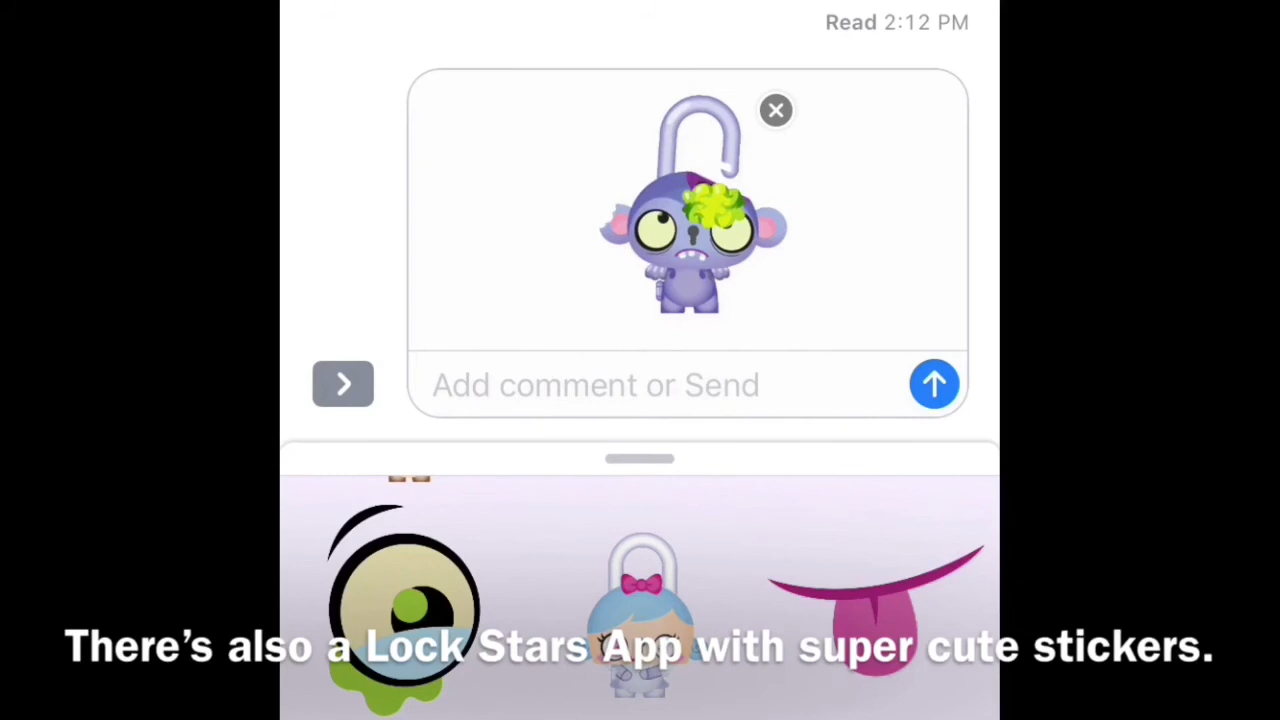 Read 2:12 PM
Add comment or Send
There's also a Lock Stars App with super cute stickers.